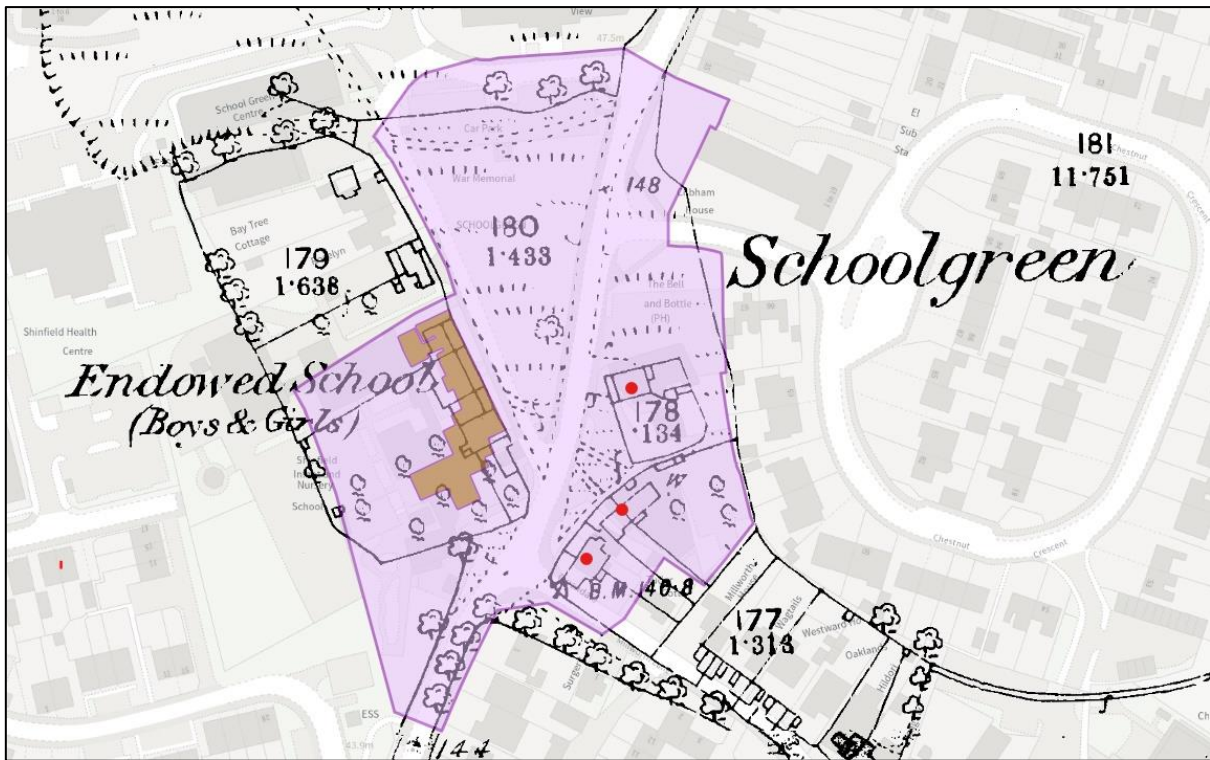 View
47.5m
School Green
Centre
Car Park
El
Sub
Sta
181
11·751
Chestnut
Crescent
War Memorial
148
Bay Tree
Cottage
180
1·433
House
179
1·638
Schoolgreen
The Bell
and Bottle
(PH)
Shinfield Health
Centre
Endowed School
(Boys & Girls)
178
·134
W
Nursery
School
Chestnut
Crescent
B.M. 140·8
Millworth
House
Wagtails
177
1·313
Westward Ho
Oaklands
Surgery
ESS
43.9m
144